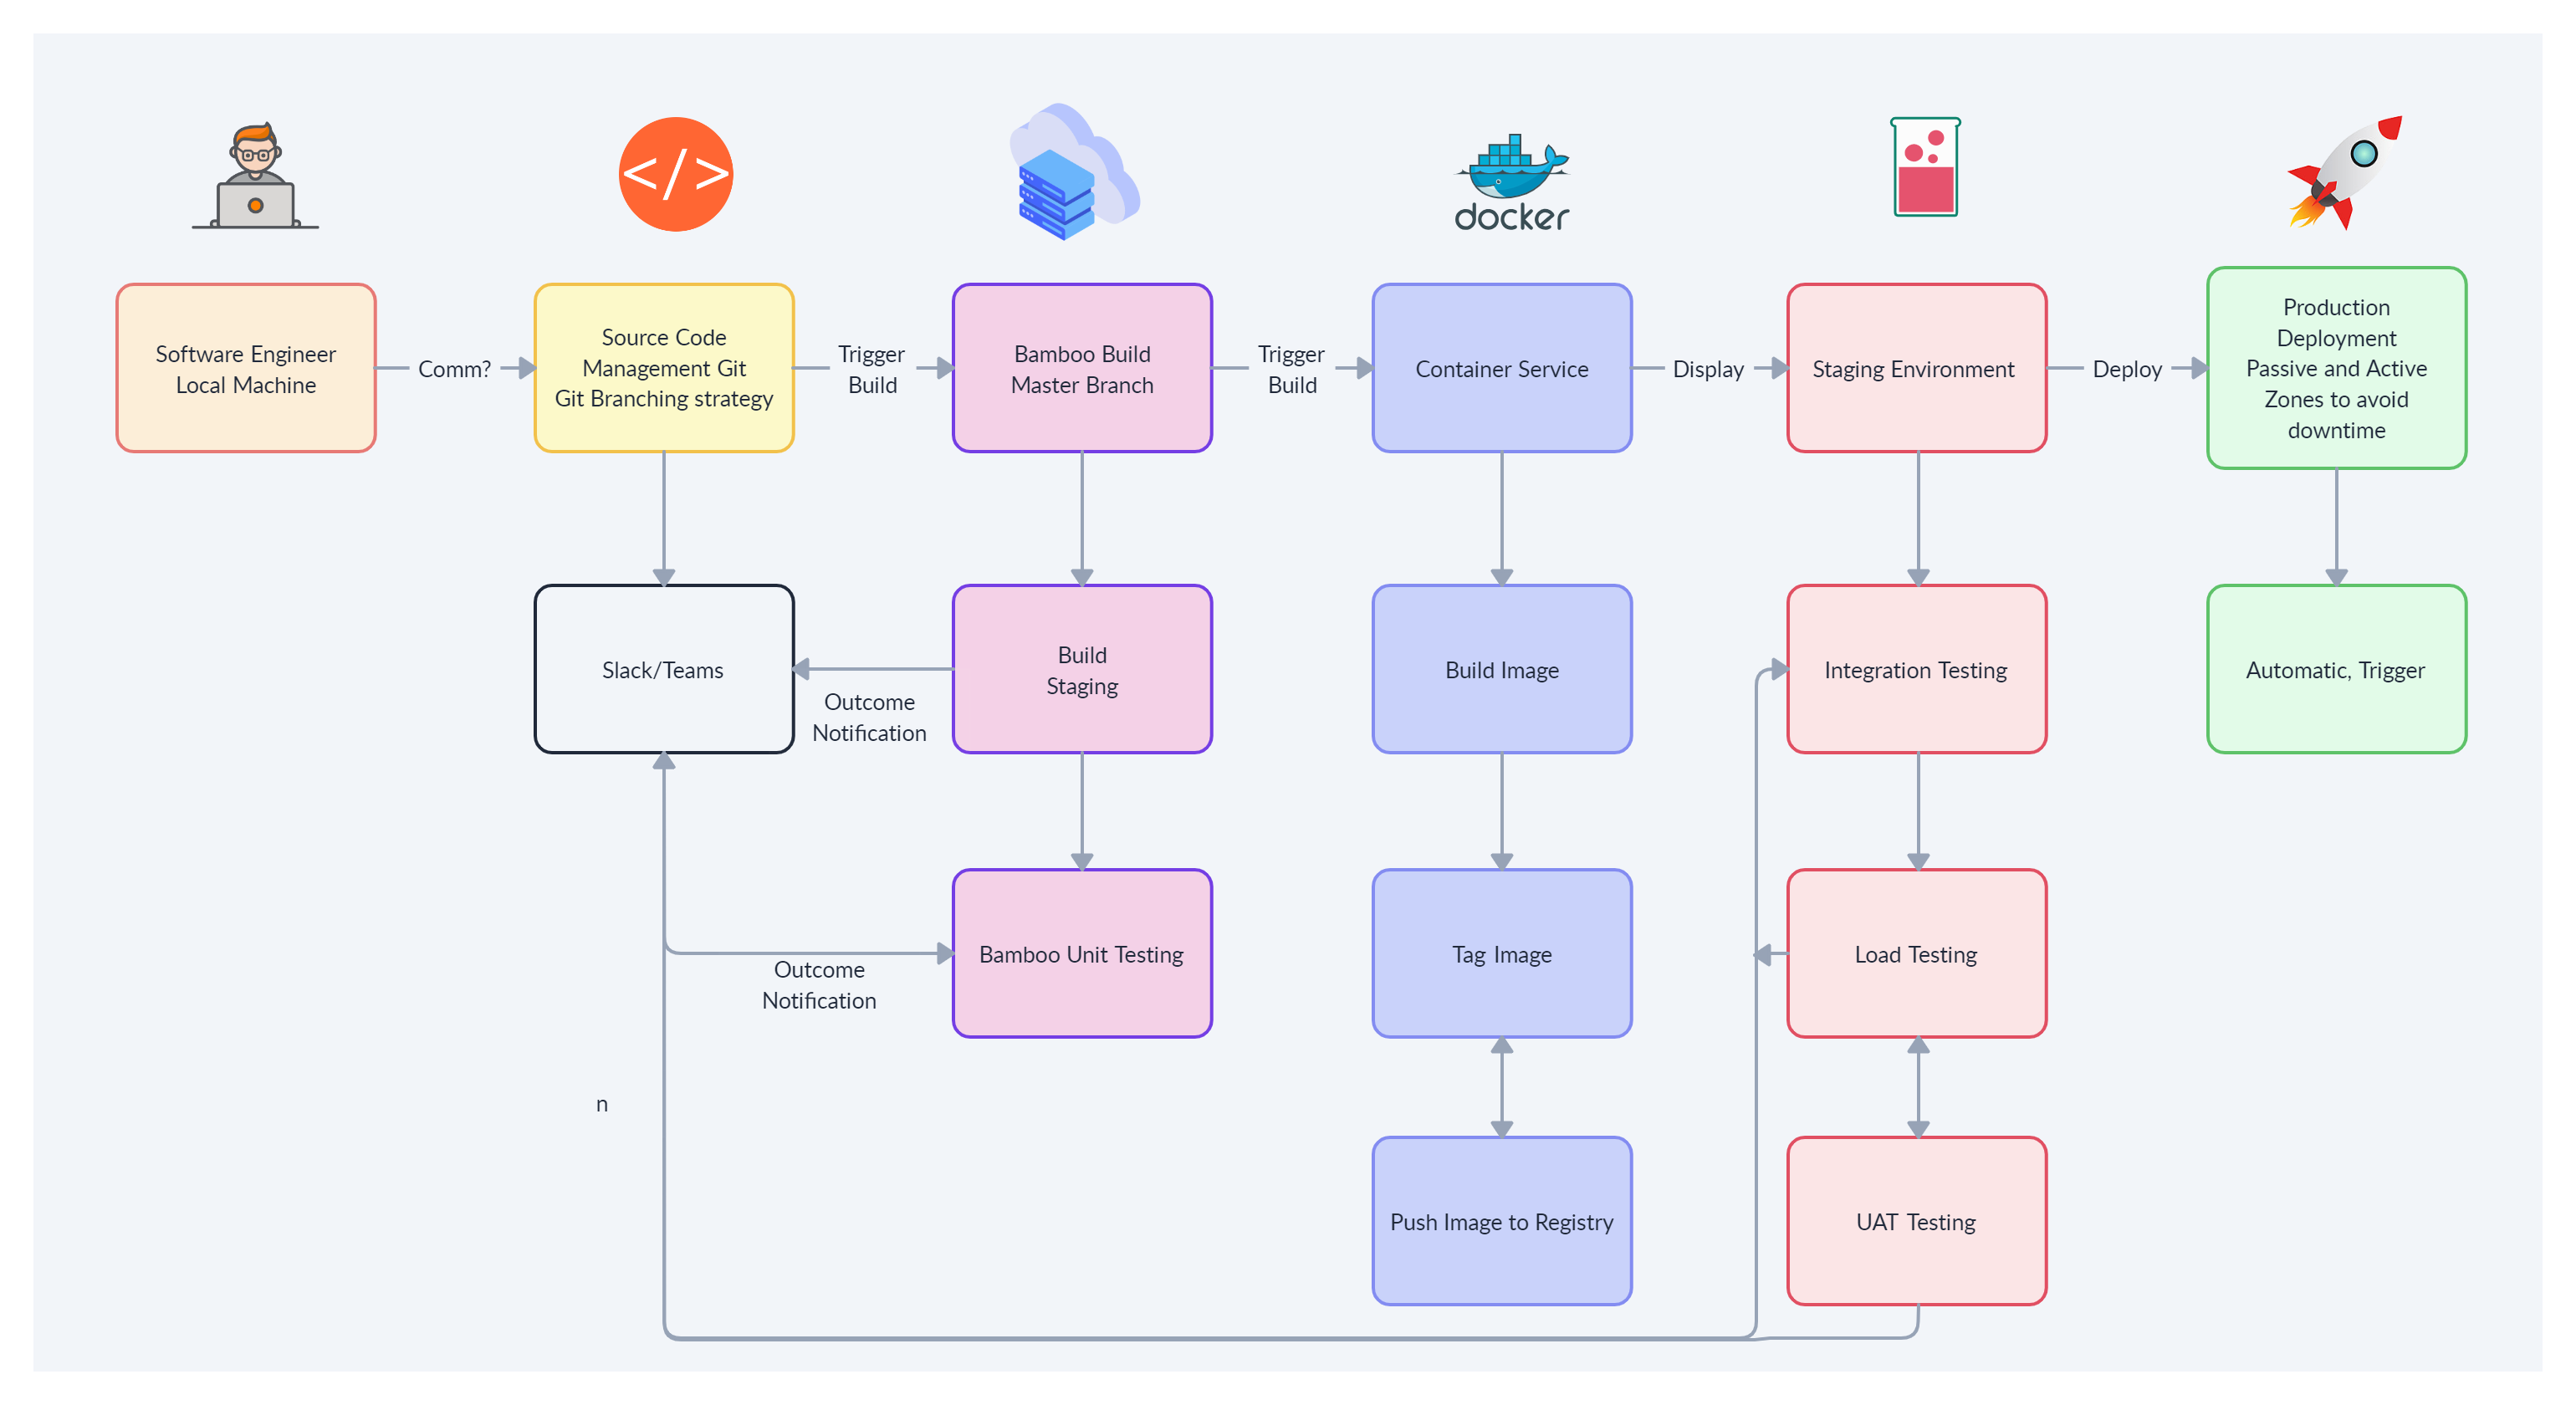 </>
docker
Software Engineer
Local Machine
Comm?
Source Code
Management Git
Git Branching strategy
Trigger
Build
Bamboo Build
Master Branch
Trigger
Build
Container Service
Display
Staging Environment
Deploy
Production
Deployment
Passive and Active
Zones to avoid
downtime
Slack/Teams
Outcome
Notification
Build
Staging
Build Image
Integration Testing
Automatic, Trigger
Outcome
Notification
Bamboo Unit Testing
Tag Image
Load Testing
n
Push Image to Registry
UAT Testing